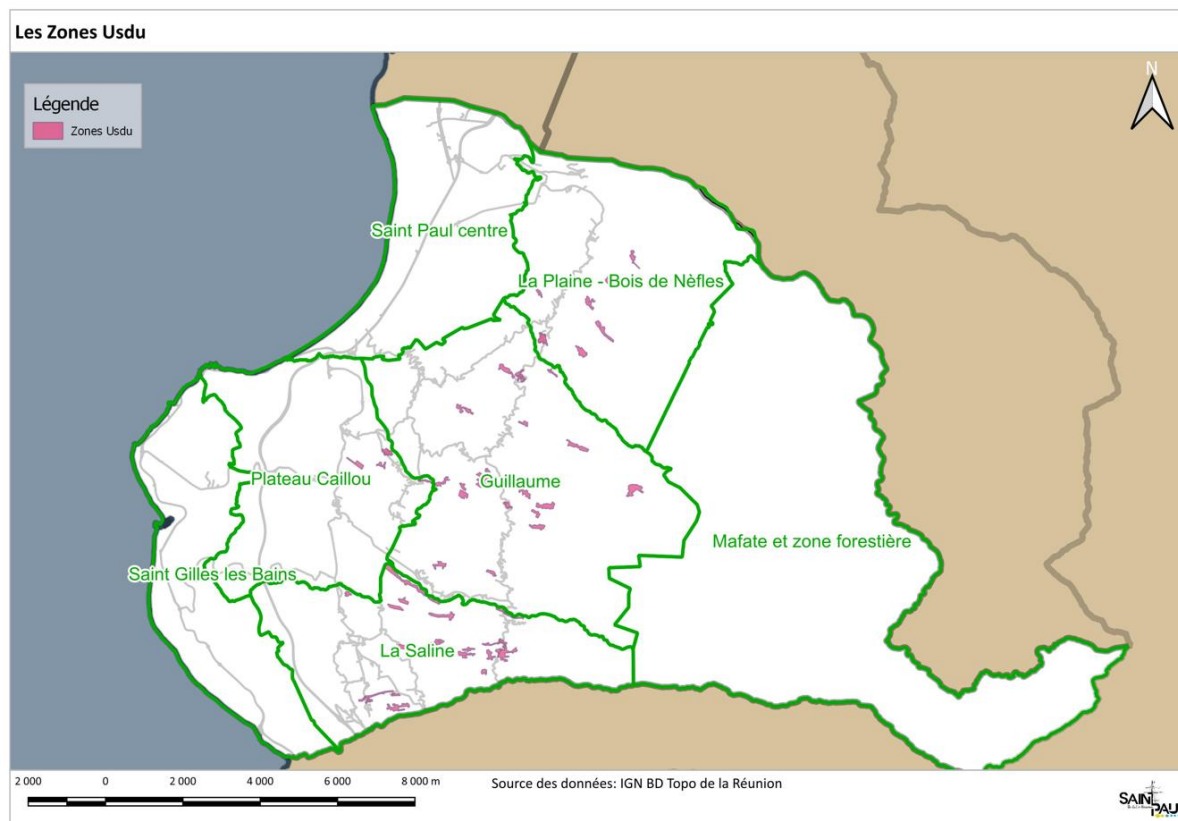 Les Zones Usdu
Légende
Zones Usdu
N
Saint Paul centre
La Plaine - Bois de Nèfles
Plateau Caillou
Guillaume
Mafate et zone forestière
Saint Gilles les Bains
La Saline
2 000 0 2 000 4 000 6 000 8 000 m
Source des données: IGN BD Topo de la Réunion
SAINT
PAUL